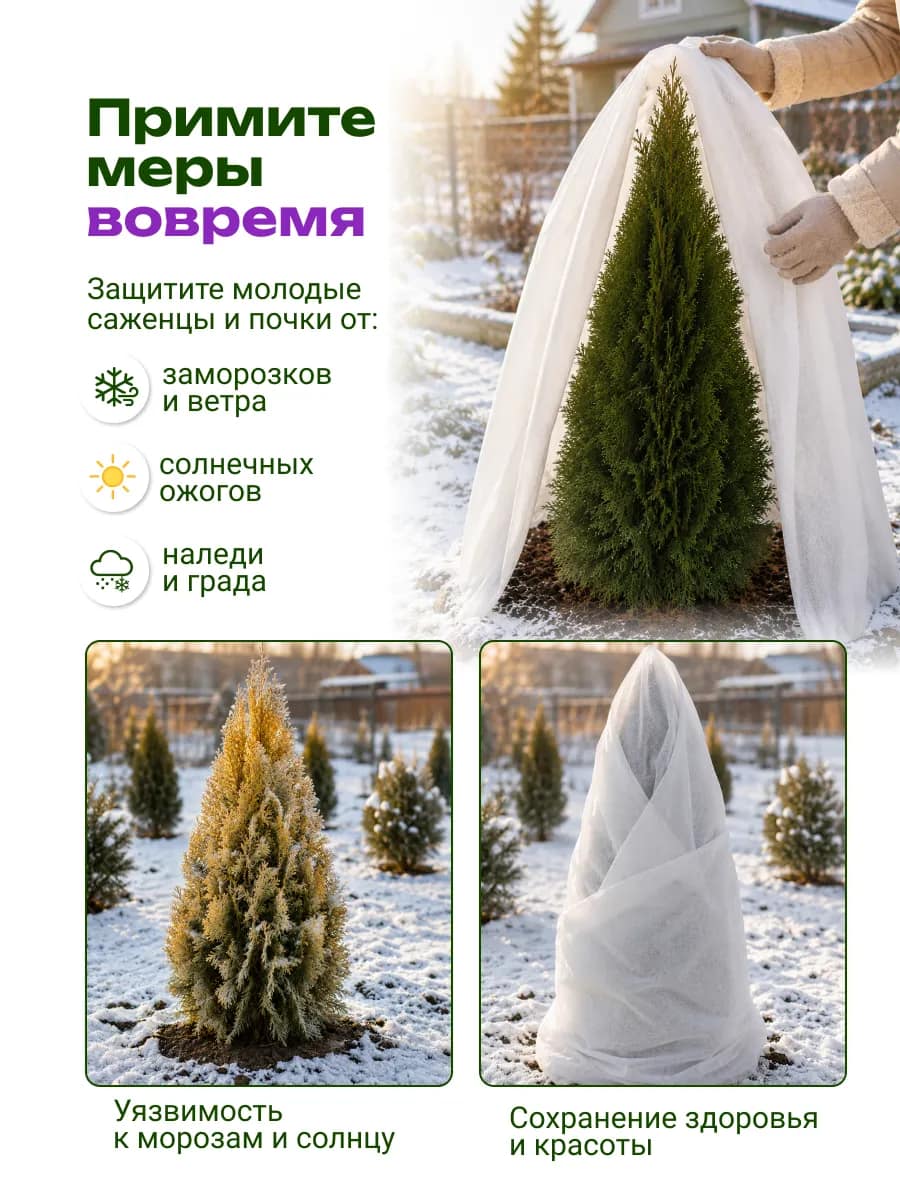 Примите
меры
вовремя
Защитите молодые
саженцы и почки от:
заморозков
и ветра
солнечных
ожогов
наледи
и града
Уязвимость
к морозам и солнцу
Сохранение здоровья
и красоты